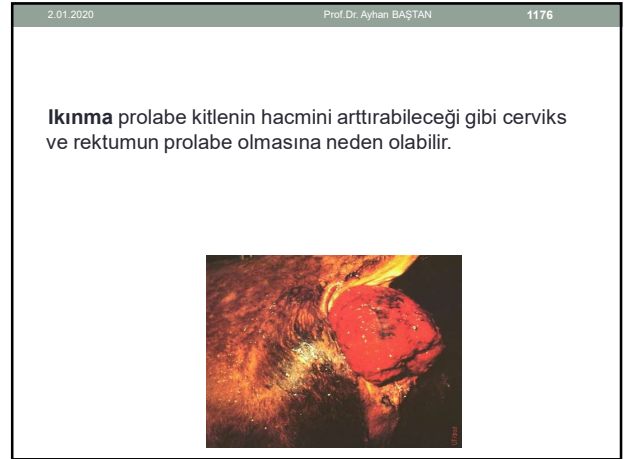 2.01.2020 Prof.Dr. Ayhan BAŞTAN 1176
Ikınma prolabe kitlenin hacmini arttırabileceği gibi cerviks
ve rektumun prolabe olmasına neden olabilir.